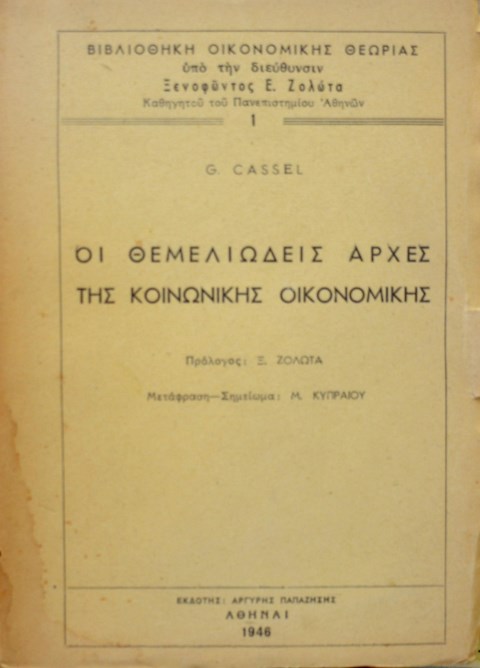 ΒΙΒΛΙΟΘΗΚΗ ΟΙΚΟΝΟΜΙΚΗΣ ΘΕΩΡΙΑΣ
ὑπὸ τὴν διεύθυνσιν
Ξενοφῶντος Ε. Ζολώτα
Καθηγητοῦ τοῦ Πανεπιστημίου Ἀθηνῶν
1
G. CASSEL
ΟΙ ΘΕΜΕΛΙΩΔΕΙΣ ΑΡΧΕΣ
ΤΗΣ ΚΟΙΝΩΝΙΚΗΣ ΟΙΚΟΝΟΜΙΚΗΣ
Πρόλογος: Ξ. ΖΟΛΩΤΑ
Μετάφραση—Σημείωμα: Μ. ΚΥΠΡΑΙΟΥ
ΕΚΔΟΤΗΣ: ΑΡΓΥΡΗΣ ΠΑΠΑΖΗΣΗΣ
ΑΘΗΝΑΙ
1946